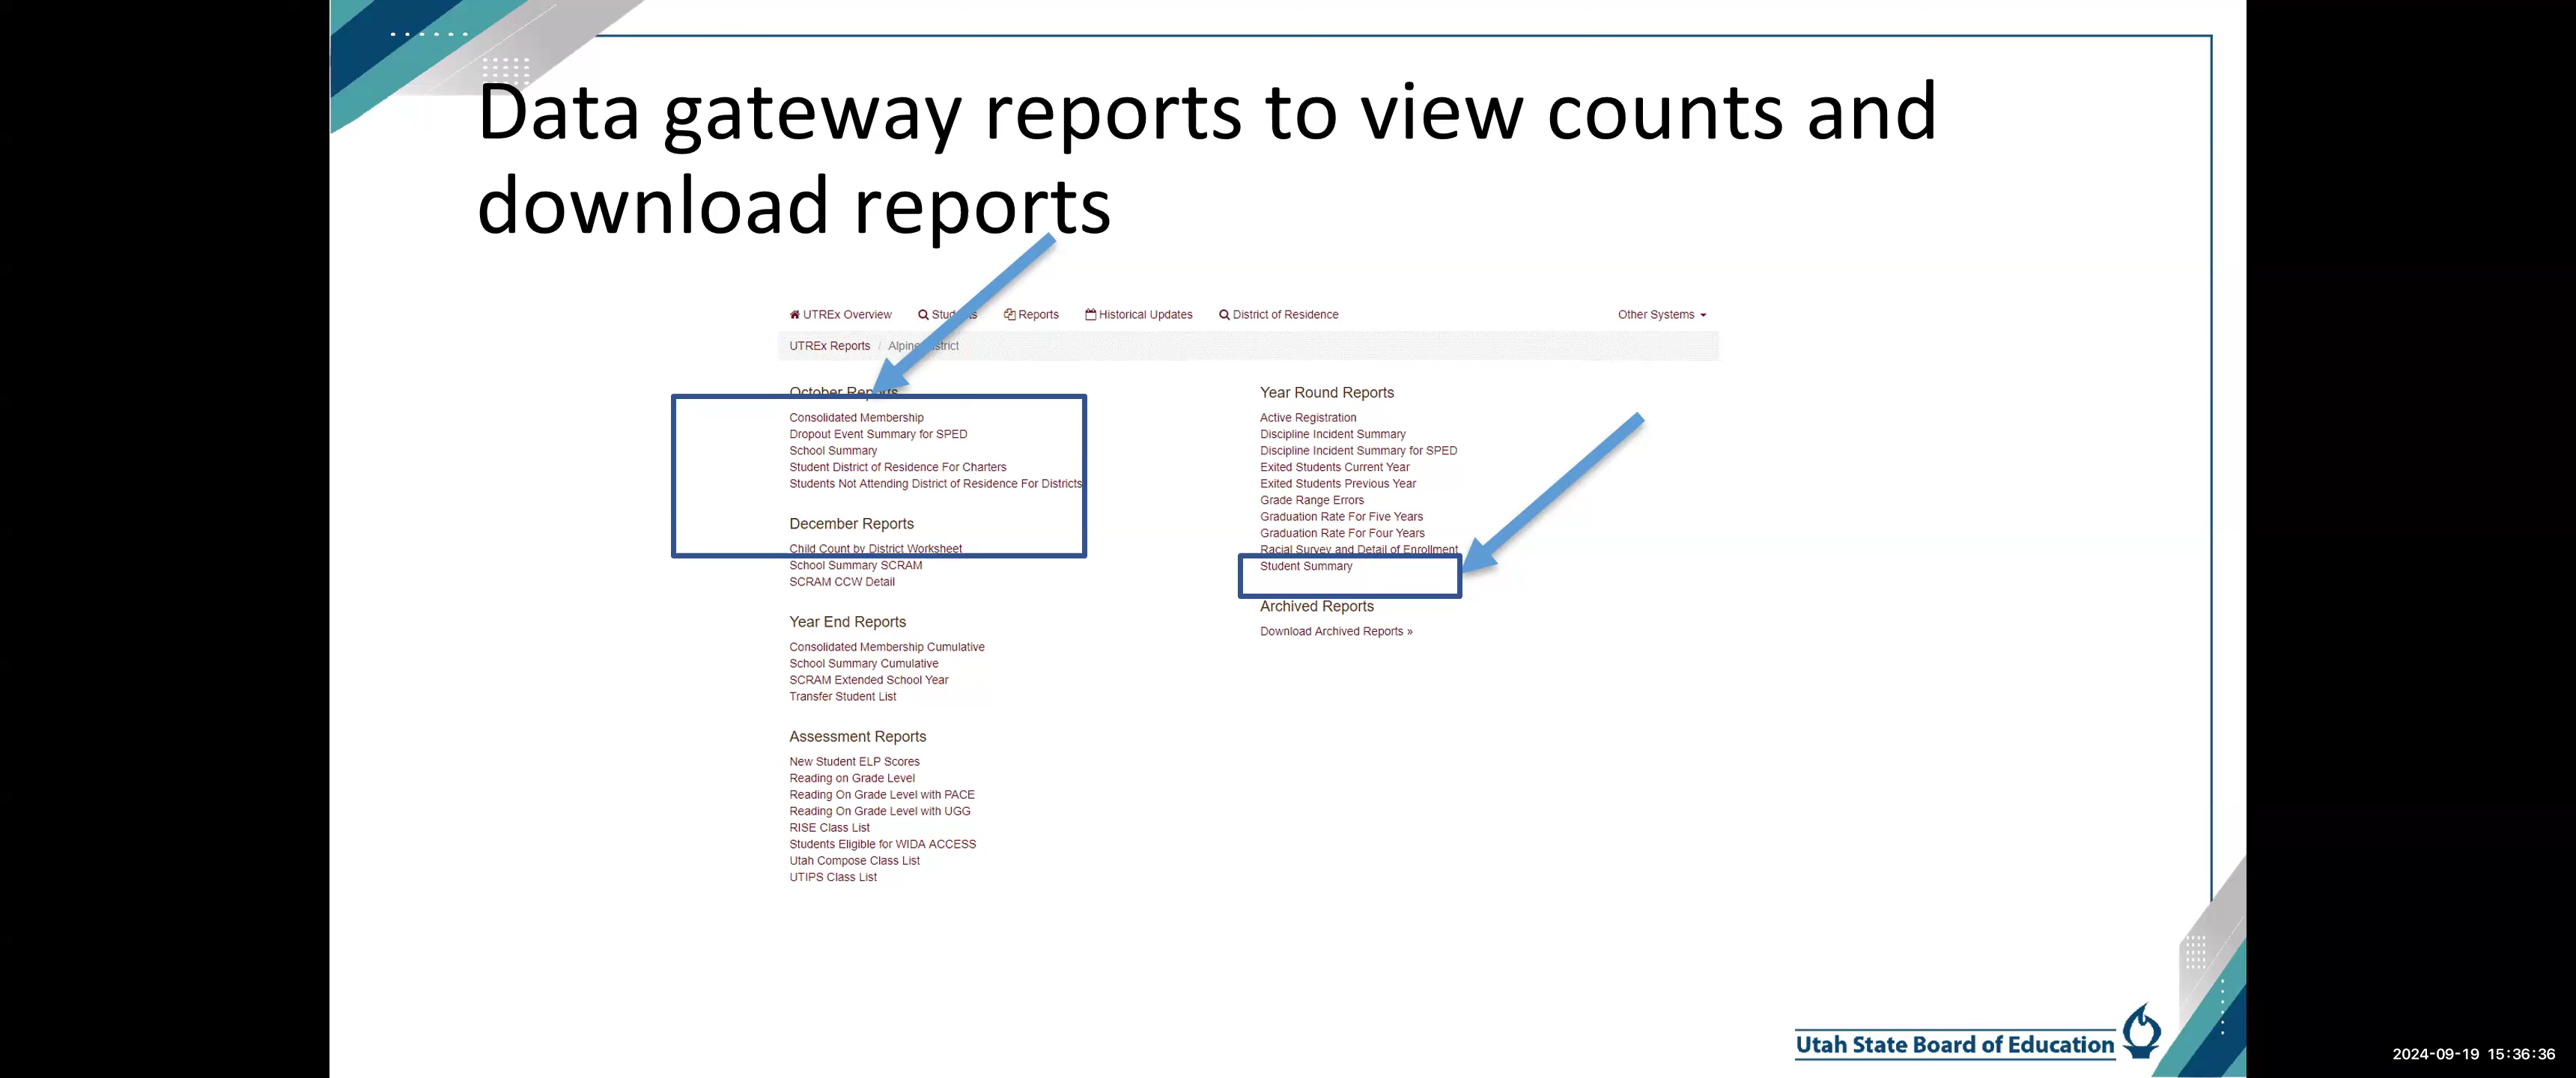 Data gateway reports to view counts and
download reports
UTREx Overview Students Reports Historical Updates District of Residence Other Systems
UTREx Reports / Alpine District
October Reports
Consolidated Membership
Dropout Event Summary for SPED
School Summary
Student District of Residence For Charters
Students Not Attending District of Residence For Districts
December Reports
Child Count by District Worksheet
School Summary SCRAM
SCRAM CCW Detail
Year End Reports
Consolidated Membership Cumulative
School Summary Cumulative
SCRAM Extended School Year
Transfer Student List
Assessment Reports
New Student ELP Scores
Reading on Grade Level
Reading On Grade Level with PACE
Reading On Grade Level with UGG
RISE Class List
Students Eligible for WIDA ACCESS
Utah Compose Class List
UTIPS Class List
Year Round Reports
Active Registration
Discipline Incident Summary
Discipline Incident Summary for SPED
Exited Students Current Year
Exited Students Previous Year
Grade Range Errors
Graduation Rate For Five Years
Graduation Rate For Four Years
Racial Survey and Detail of Enrollment
Student Summary
Archived Reports
Download Archived Reports »
Utah State Board of Education
2024-09-19 15:36:36